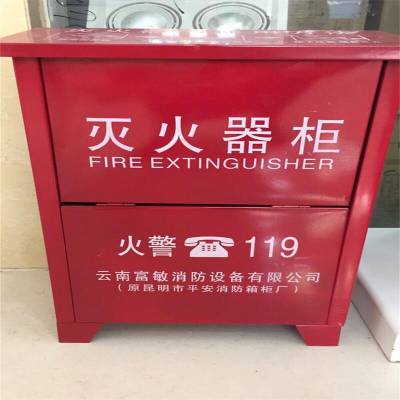 灭火器柜
FIRE EXTINGUISHER
火警 119
云南富敏消防设备有限公司
(原昆明市平安消防箱柜厂)